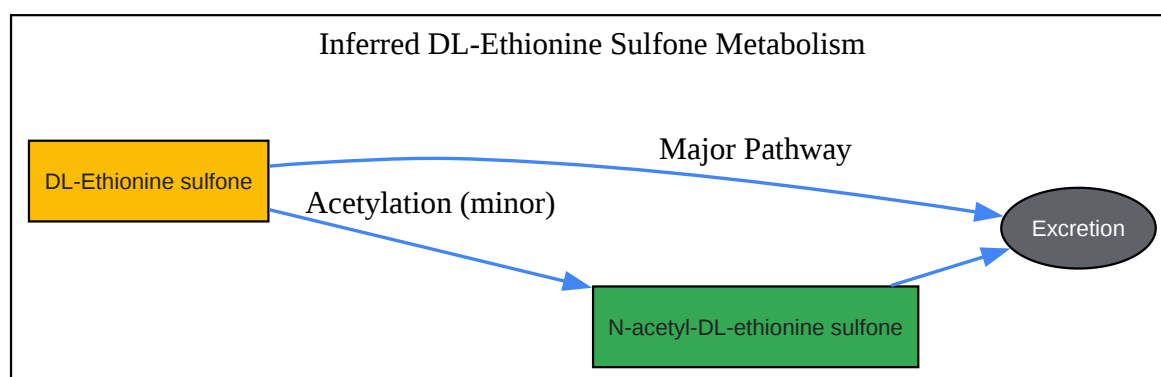 Inferred DL-Ethionine Sulfone Metabolism
Major Pathway
DL-Ethionine sulfone
Acetylation (minor)
Excretion
N-acetyl-DL-ethionine sulfone